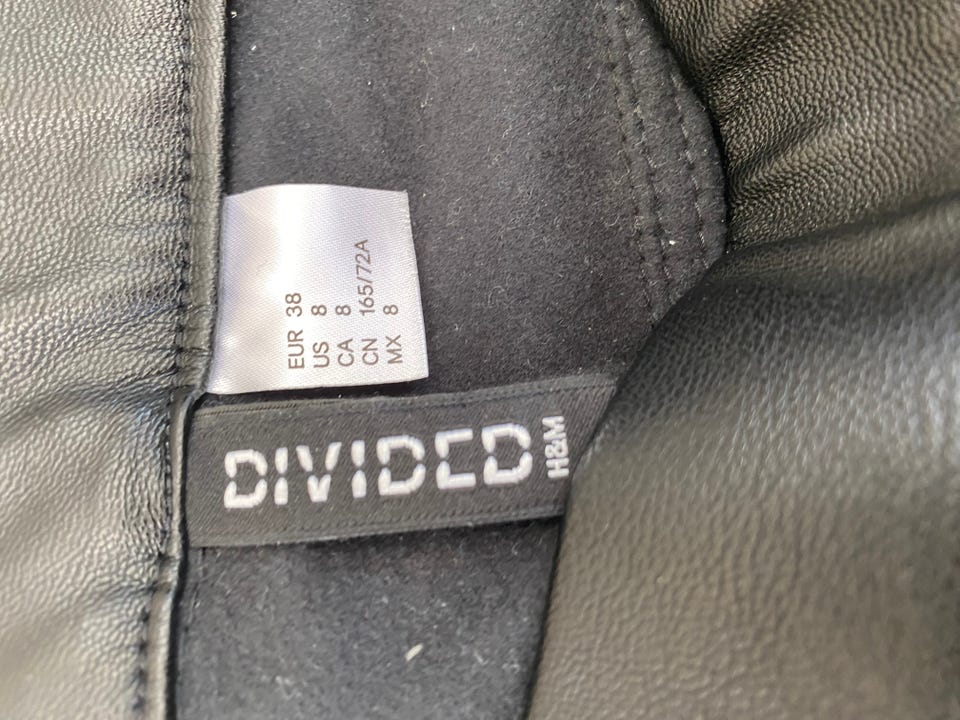 EUR 38
US 8
CA 8
CN 165/72A
MX 8
DIVIDED
H&M